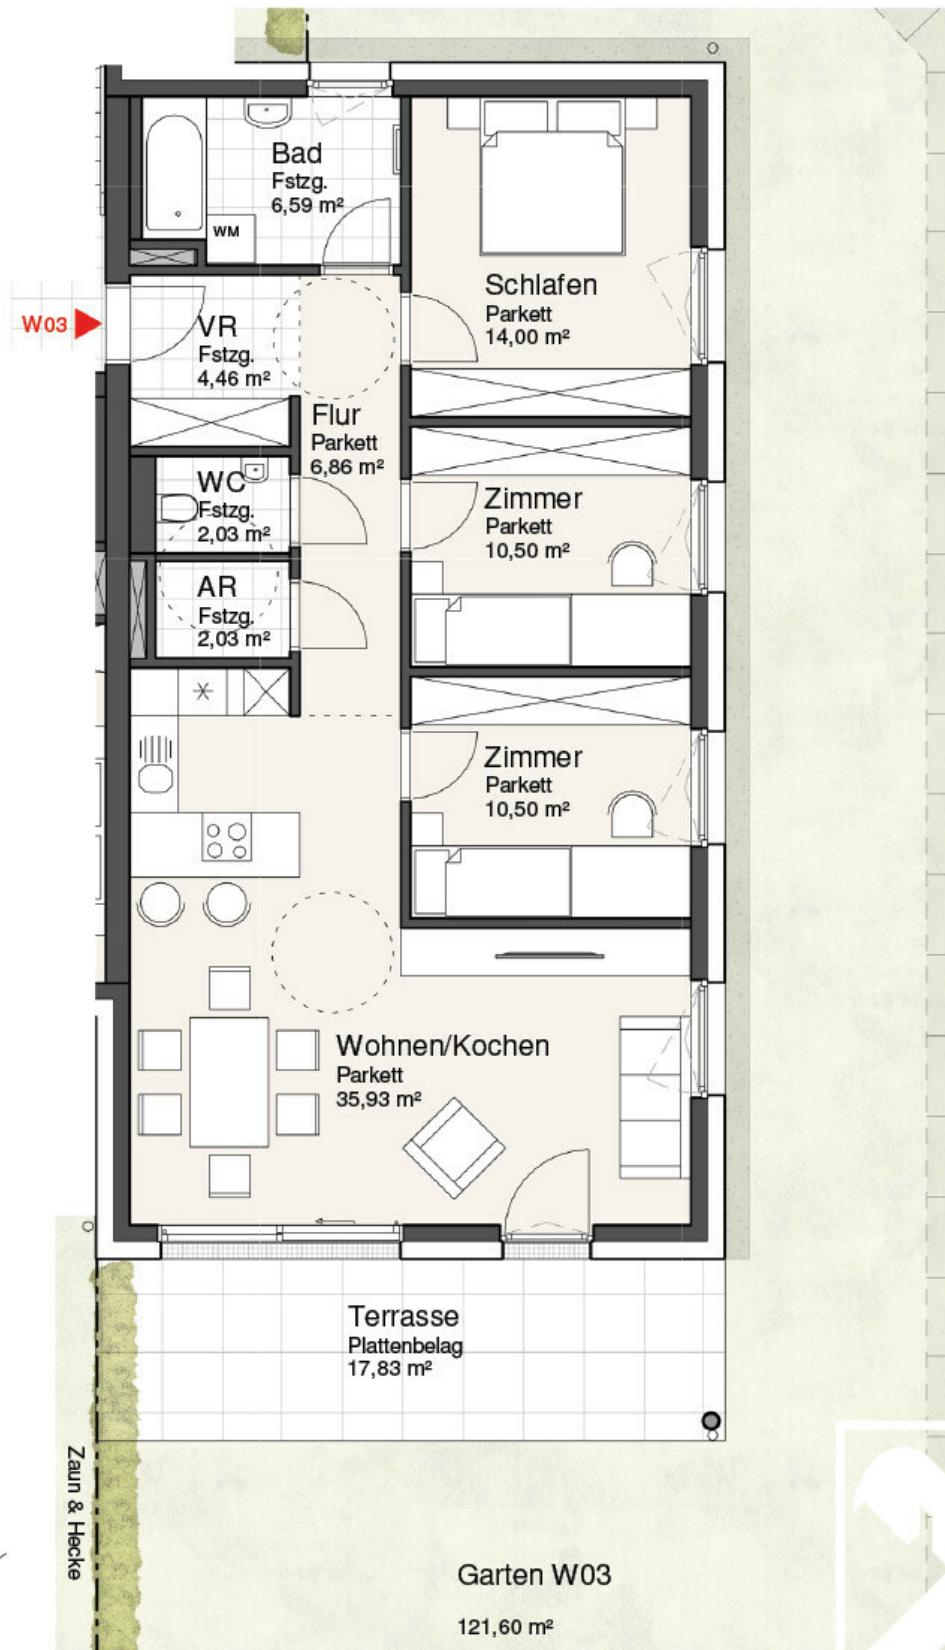 Bad
Fstzg.
6,59 m²
WM
Schlafen
Parkett
14,00 m²
W03
VR
Fstzg.
4,46 m²
Flur
Parkett
6,86 m²
WC
Fstzg.
2,03 m²
Zimmer
Parkett
10,50 m²
AR
Fstzg.
2,03 m²
Zimmer
Parkett
10,50 m²
Wohnen/Kochen
Parkett
35,93 m²
Terrasse
Plattenbelag
17,83 m²
Zaun & Hecke
Garten W03
121,60 m²